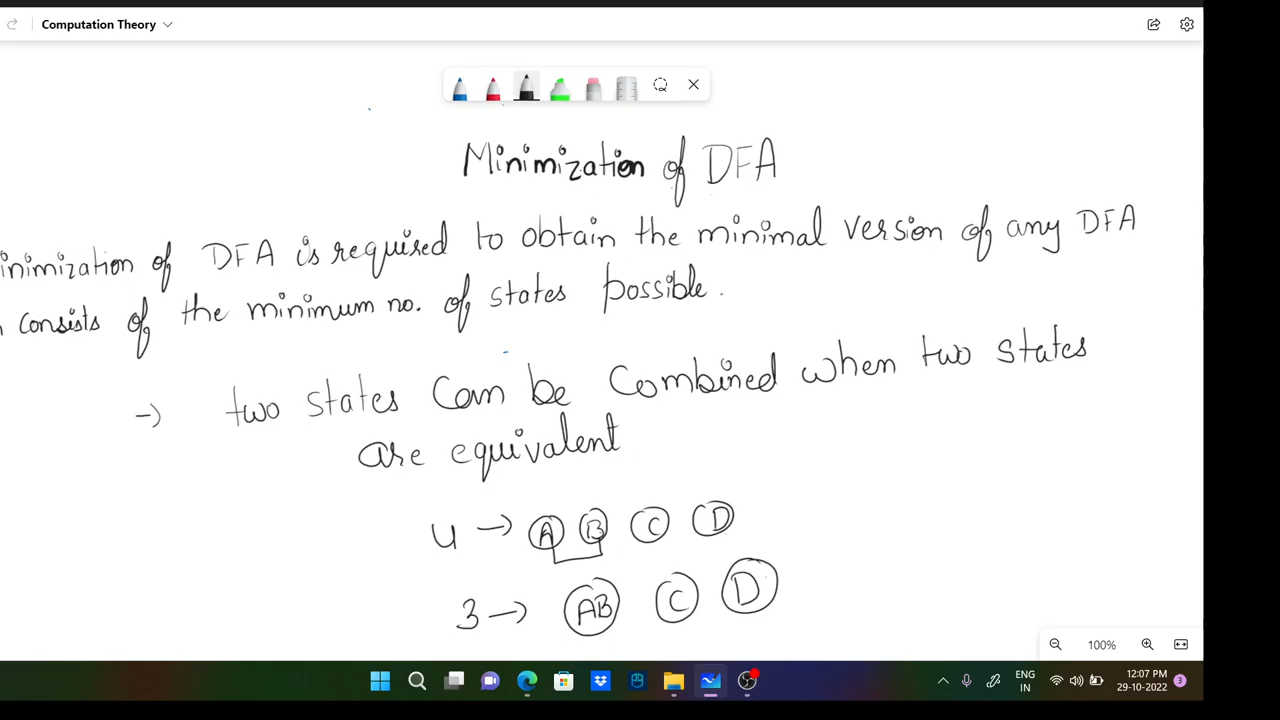 Computation Theory
Minimization of DFA
inimization of DFA is required to obtain the minimal version of any DFA
consists of the minimum no. of states possible.
-> two states Can be Combined when two states
are equivalent
4 -> A B C D
3 -> AB C D
100%
ENG
IN
12:07 PM
29-10-2022
3